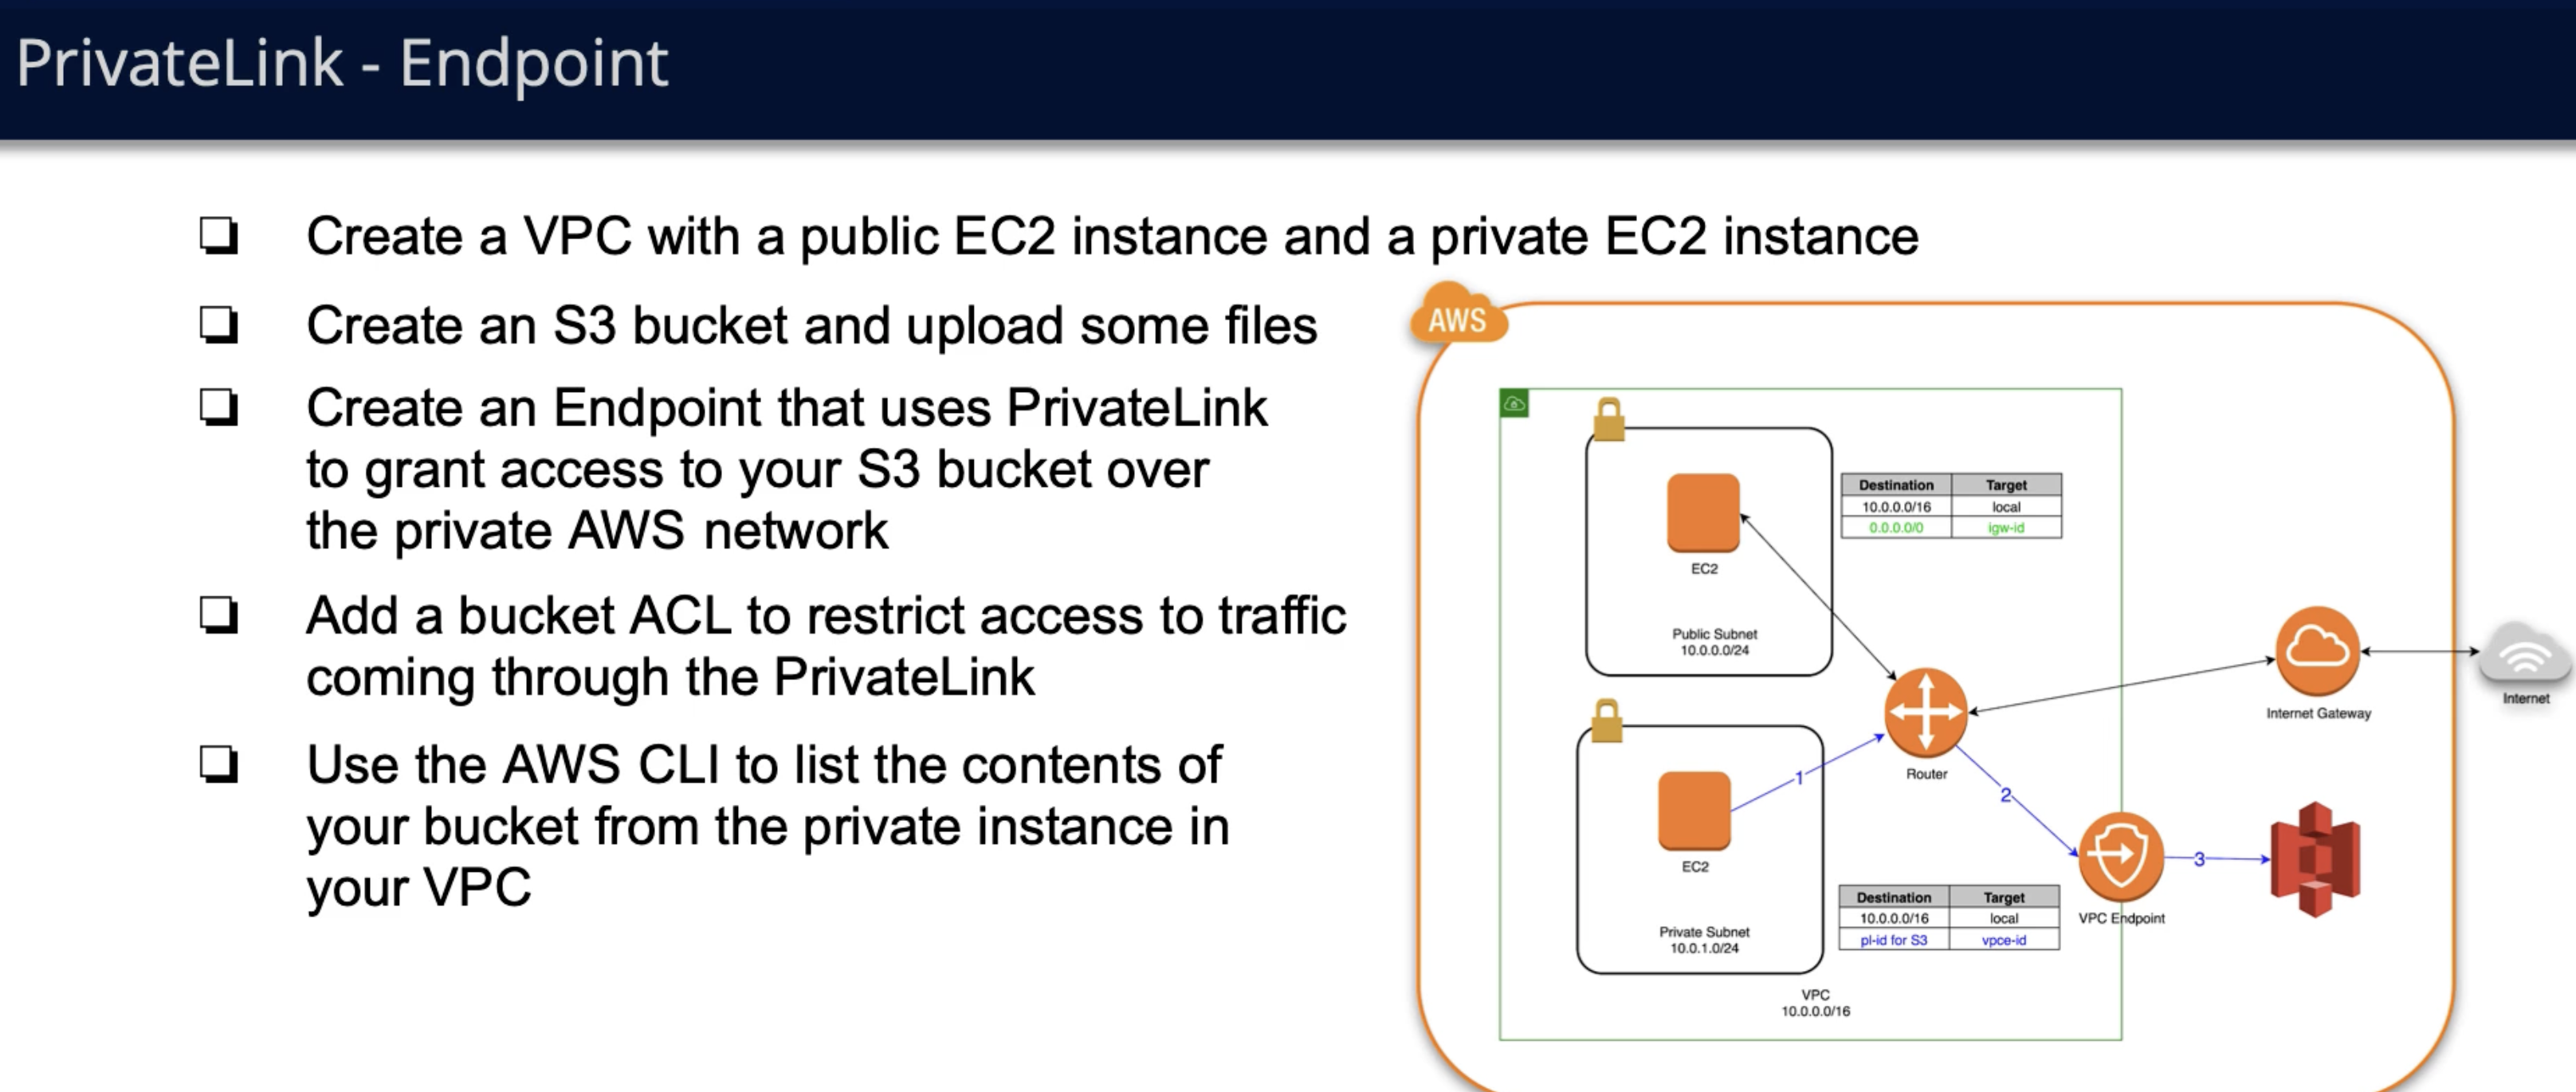 PrivateLink - Endpoint
Create a VPC with a public EC2 instance and a private EC2 instance
Create an S3 bucket and upload some files
Create an Endpoint that uses PrivateLink
to grant access to your S3 bucket over
the private AWS network
Add a bucket ACL to restrict access to traffic
coming through the PrivateLink
Use the AWS CLI to list the contents of
your bucket from the private instance in
your VPC
AWS
EC2
Public Subnet
10.0.0.0/24
Destination Target
10.0.0.0/16 local
0.0.0.0/0 igw-id
Internet Gateway
Internet
Router
1
2
3
EC2
Private Subnet
10.0.1.0/24
Destination Target
10.0.0.0/16 local
pl-id for S3 vpce-id
VPC Endpoint
VPC
10.0.0.0/16